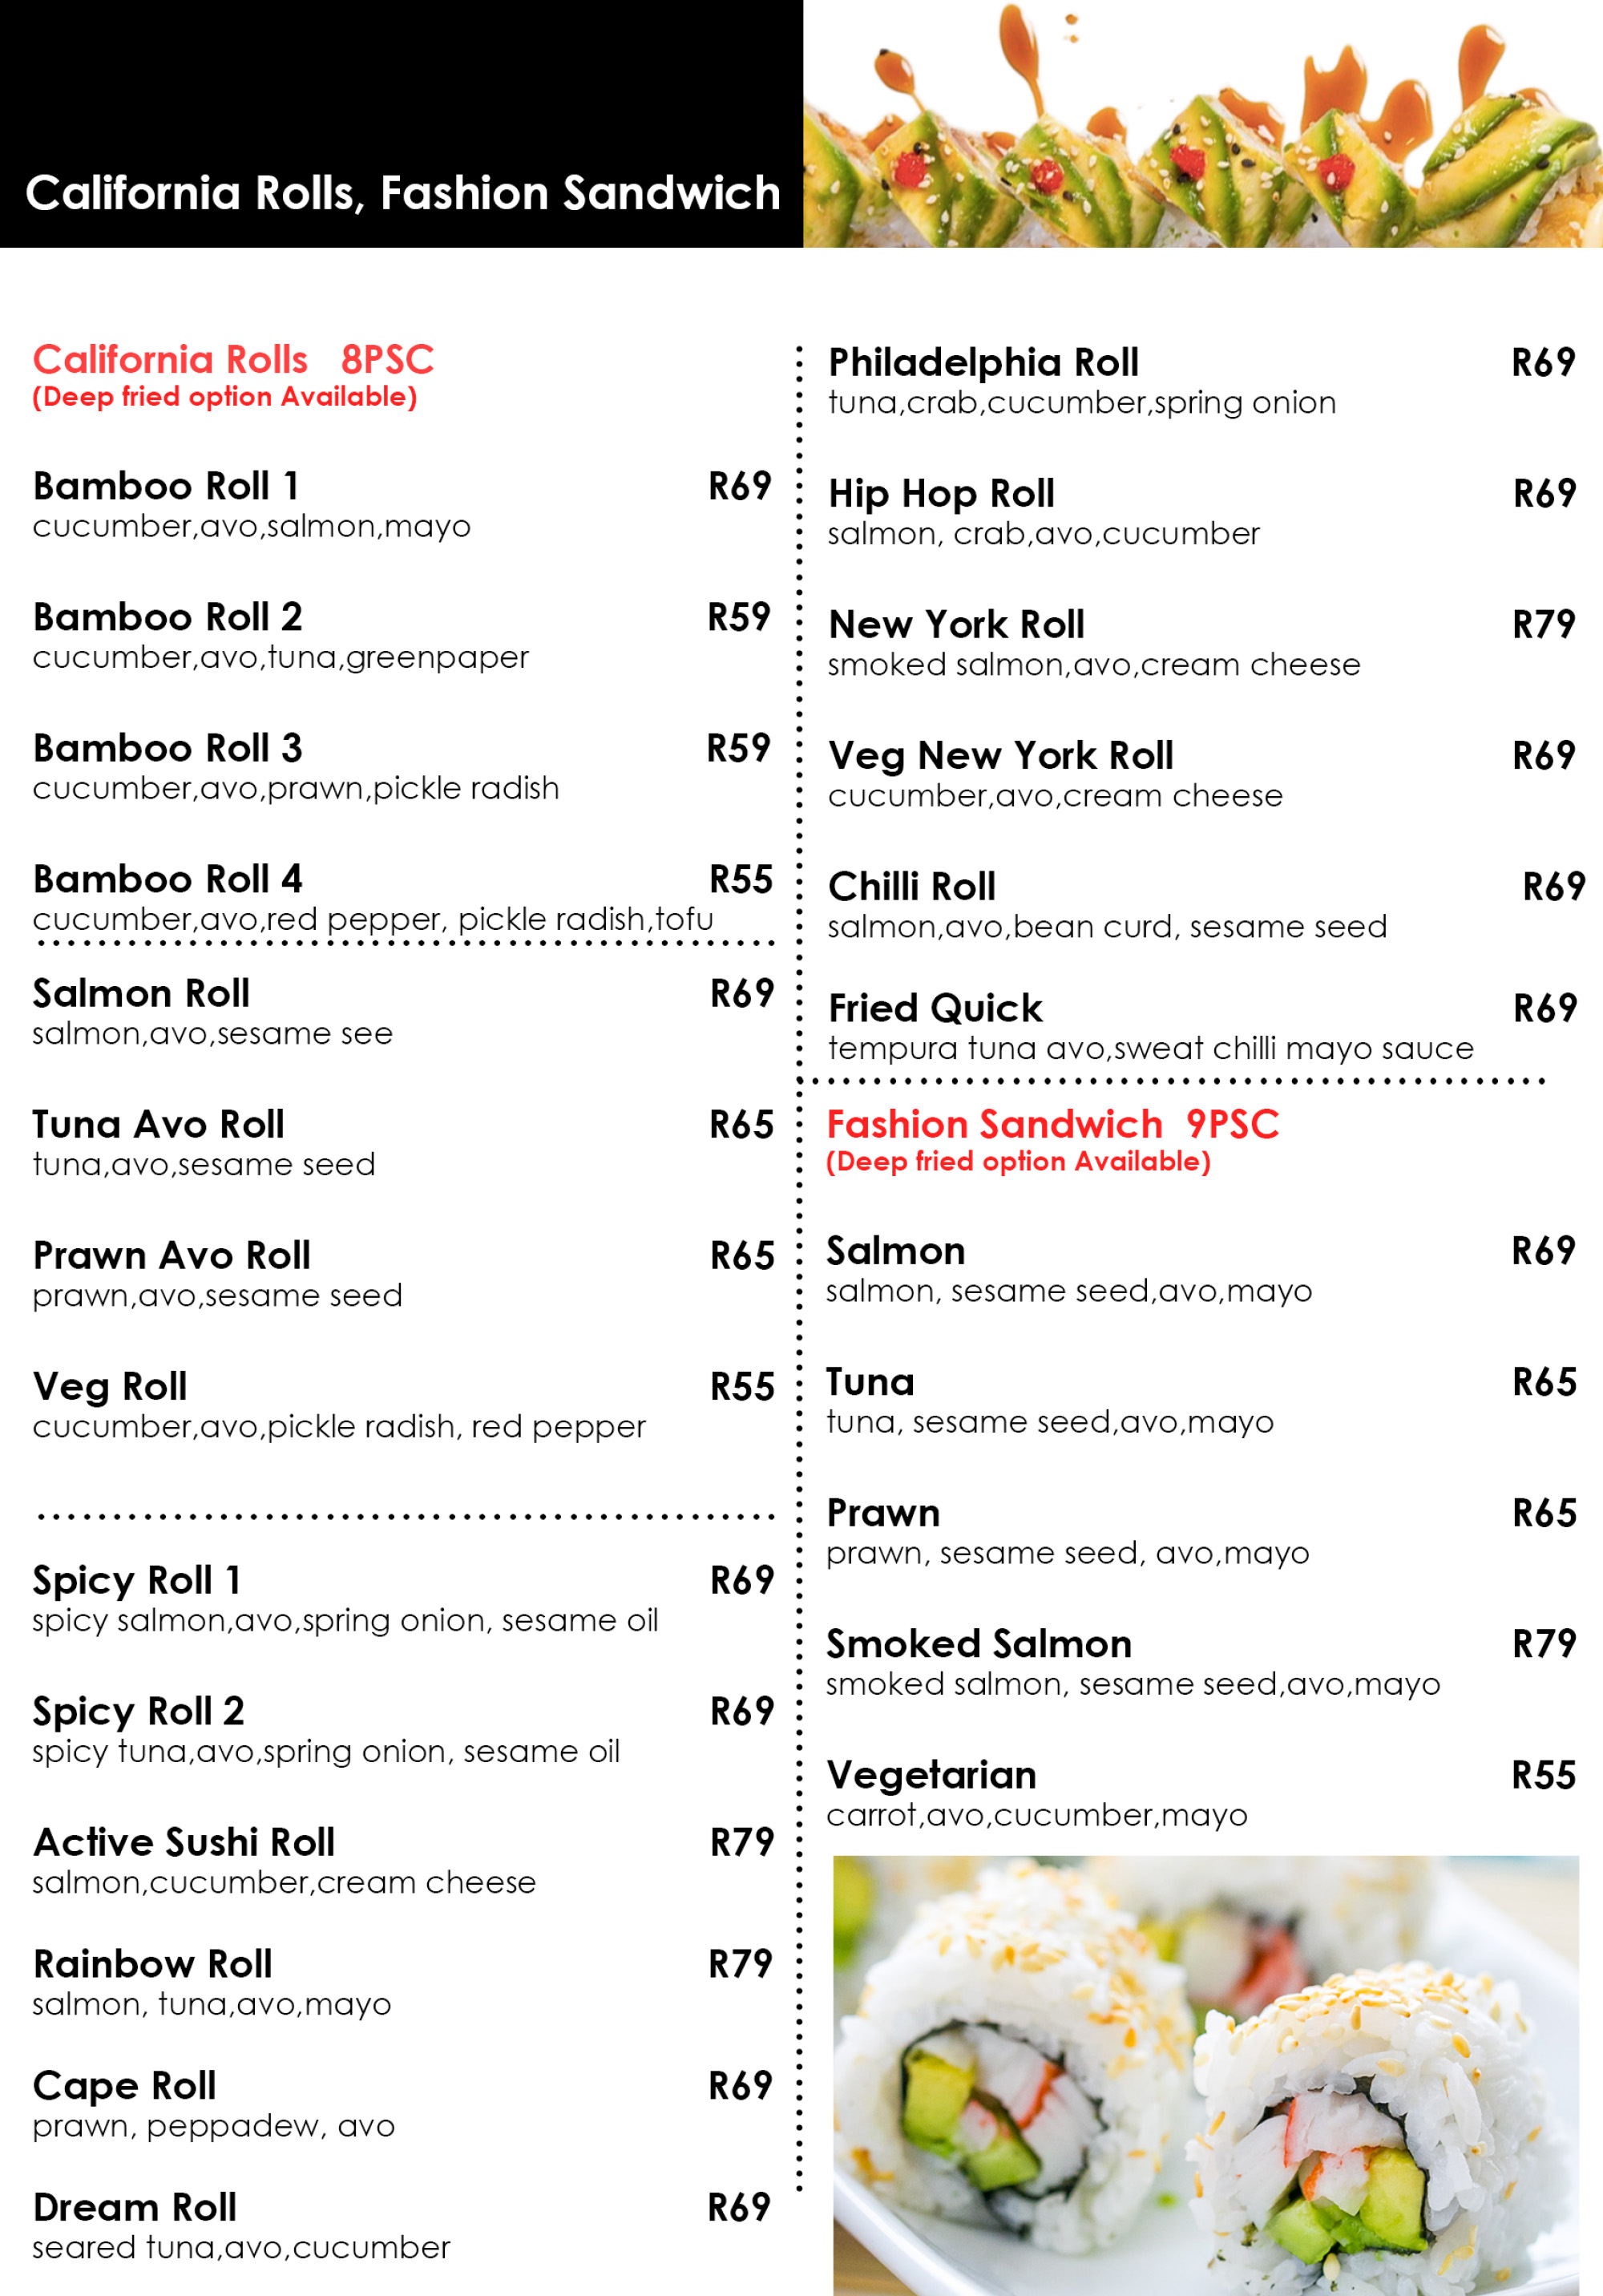 California Rolls, Fashion Sandwich
California Rolls   8PSC
(Deep fried option Available)
Bamboo Roll 1 R69
cucumber,avo,salmon,mayo
Bamboo Roll 2 R59
cucumber,avo,tuna,greenpaper
Bamboo Roll 3 R59
cucumber,avo,prawn,pickle radish
Bamboo Roll 4 R55
cucumber,avo,red pepper, pickle radish,tofu
Salmon Roll R69
salmon,avo,sesame see
Tuna Avo Roll R65
tuna,avo,sesame seed
Prawn Avo Roll R65
prawn,avo,sesame seed
Veg Roll R55
cucumber,avo,pickle radish, red pepper
Spicy Roll 1 R69
spicy salmon,avo,spring onion, sesame oil
Spicy Roll 2 R69
spicy tuna,avo,spring onion, sesame oil
Active Sushi Roll R79
salmon,cucumber,cream cheese
Rainbow Roll R79
salmon, tuna,avo,mayo
Cape Roll R69
prawn, peppadew, avo
Dream Roll R69
seared tuna,avo,cucumber
Philadelphia Roll R69
tuna,crab,cucumber,spring onion
Hip Hop Roll R69
salmon, crab,avo,cucumber
New York Roll R79
smoked salmon,avo,cream cheese
Veg New York Roll R69
cucumber,avo,cream cheese
Chilli Roll R69
salmon,avo,bean curd, sesame seed
Fried Quick R69
tempura tuna avo,sweat chilli mayo sauce
Fashion Sandwich  9PSC
(Deep fried option Available)
Salmon R69
salmon, sesame seed,avo,mayo
Tuna R65
tuna, sesame seed,avo,mayo
Prawn R65
prawn, sesame seed, avo,mayo
Smoked Salmon R79
smoked salmon, sesame seed,avo,mayo
Vegetarian R55
carrot,avo,cucumber,mayo